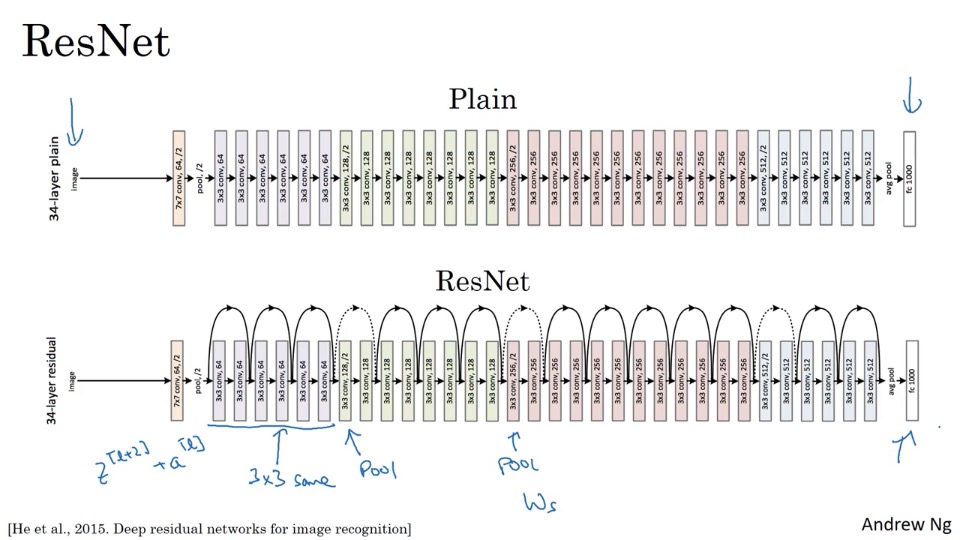 ResNet
Plain
34-layer plain
image
7x7 conv, 64, /2
pool, /2
3x3 conv, 64
3x3 conv, 64
3x3 conv, 64
3x3 conv, 64
3x3 conv, 64
3x3 conv, 64
3x3 conv, 128, /2
3x3 conv, 128
3x3 conv, 128
3x3 conv, 128
3x3 conv, 128
3x3 conv, 128
3x3 conv, 128
3x3 conv, 128
3x3 conv, 256, /2
3x3 conv, 256
3x3 conv, 256
3x3 conv, 256
3x3 conv, 256
3x3 conv, 256
3x3 conv, 256
3x3 conv, 256
3x3 conv, 256
3x3 conv, 256
3x3 conv, 256
3x3 conv, 256
3x3 conv, 512, /2
3x3 conv, 512
3x3 conv, 512
3x3 conv, 512
3x3 conv, 512
3x3 conv, 512
avg pool
fc 1000
ResNet
34-layer residual
image
7x7 conv, 64, /2
pool, /2
3x3 conv, 64
3x3 conv, 64
3x3 conv, 64
3x3 conv, 64
3x3 conv, 64
3x3 conv, 64
3x3 conv, 128, /2
3x3 conv, 128
3x3 conv, 128
3x3 conv, 128
3x3 conv, 128
3x3 conv, 128
3x3 conv, 128
3x3 conv, 128
3x3 conv, 256, /2
3x3 conv, 256
3x3 conv, 256
3x3 conv, 256
3x3 conv, 256
3x3 conv, 256
3x3 conv, 256
3x3 conv, 256
3x3 conv, 256
3x3 conv, 256
3x3 conv, 256
3x3 conv, 256
3x3 conv, 512, /2
3x3 conv, 512
3x3 conv, 512
3x3 conv, 512
3x3 conv, 512
3x3 conv, 512
avg pool
fc 1000
z[l+2] + a[l]
3x3 same
Pool
Pool
Ws
[He et al., 2015. Deep residual networks for image recognition]
Andrew Ng